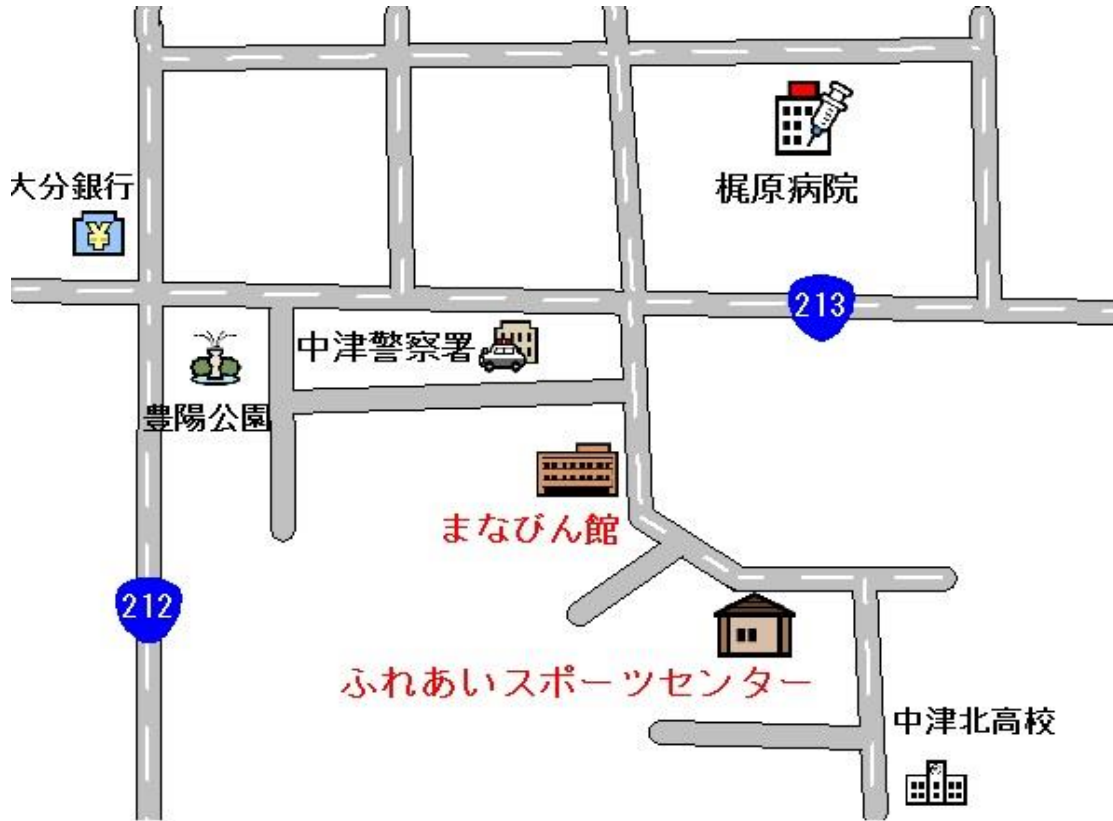 大分銀行
梶原病院
213
中津警察署
豊陽公園
まなびん館
212
ふれあいスポーツセンター
中津北高校